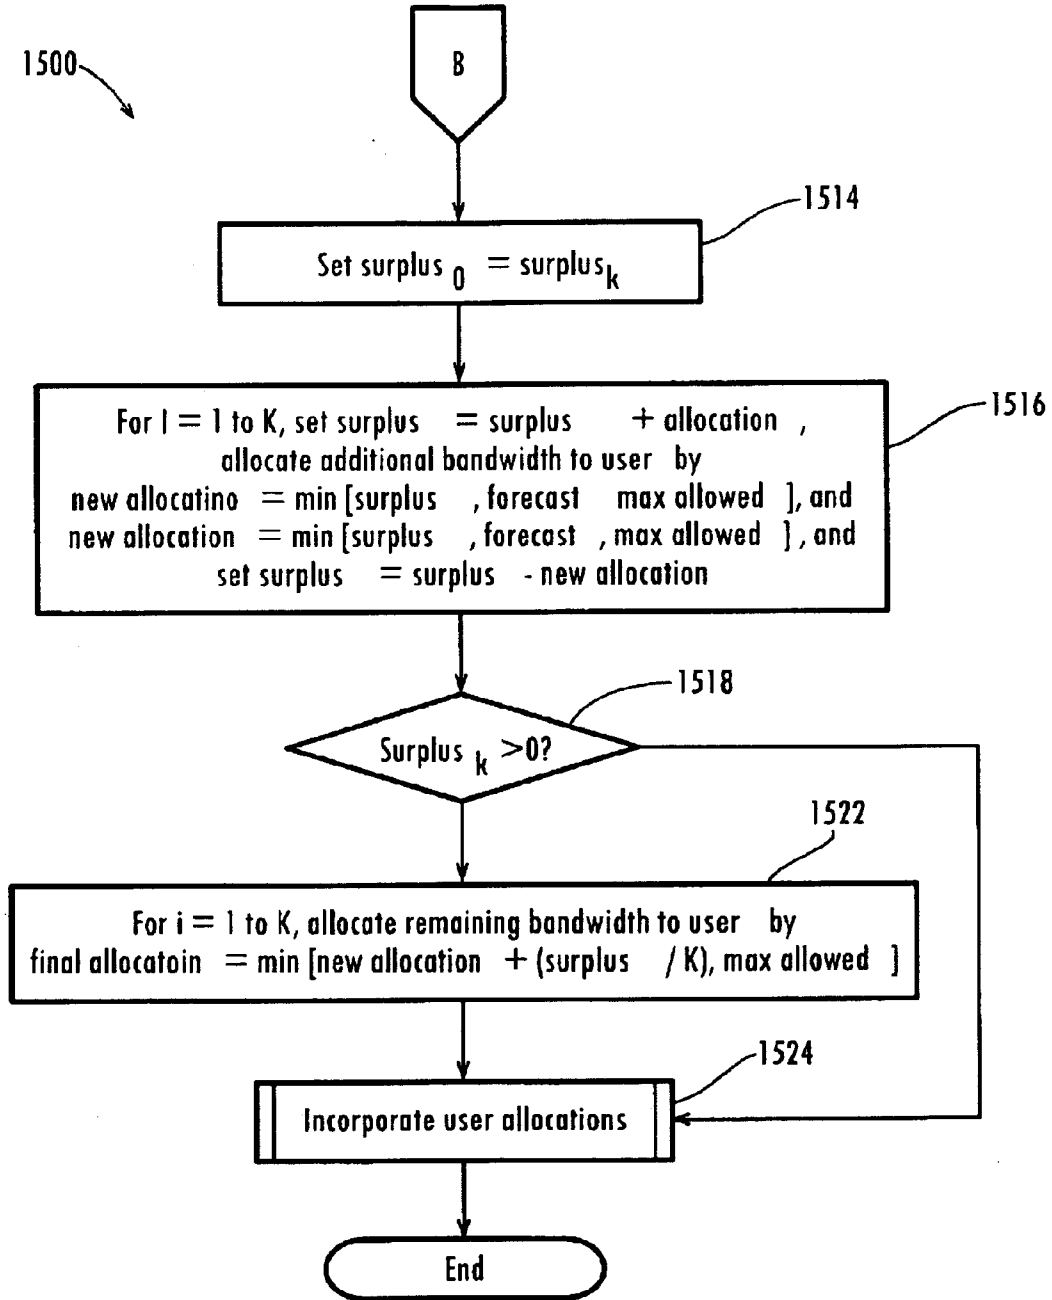 B
1500
1514
Set surplus 0 = surplus k
1516
For I = 1 to K, set surplus = surplus + allocation ,
allocate additional bandwidth to user by
new allocatino = min [surplus , forecast max allowed ], and
new allocation = min [surplus , forecast , max allowed ] , and
set surplus = surplus - new allocation
1518
Surplus k >0?
1522
For i = 1 to K, allocate remaining bandwidth to user by
final allocatoin = min [new allocation + (surplus / K), max allowed ]
1524
Incorporate user allocations
End